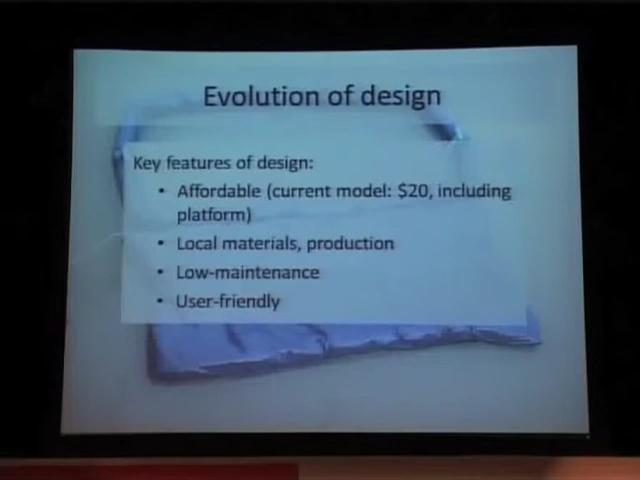 Evolution of design
Key features of design:
• Affordable (current model: $20, including
platform)
• Local materials, production
• Low-maintenance
• User-friendly